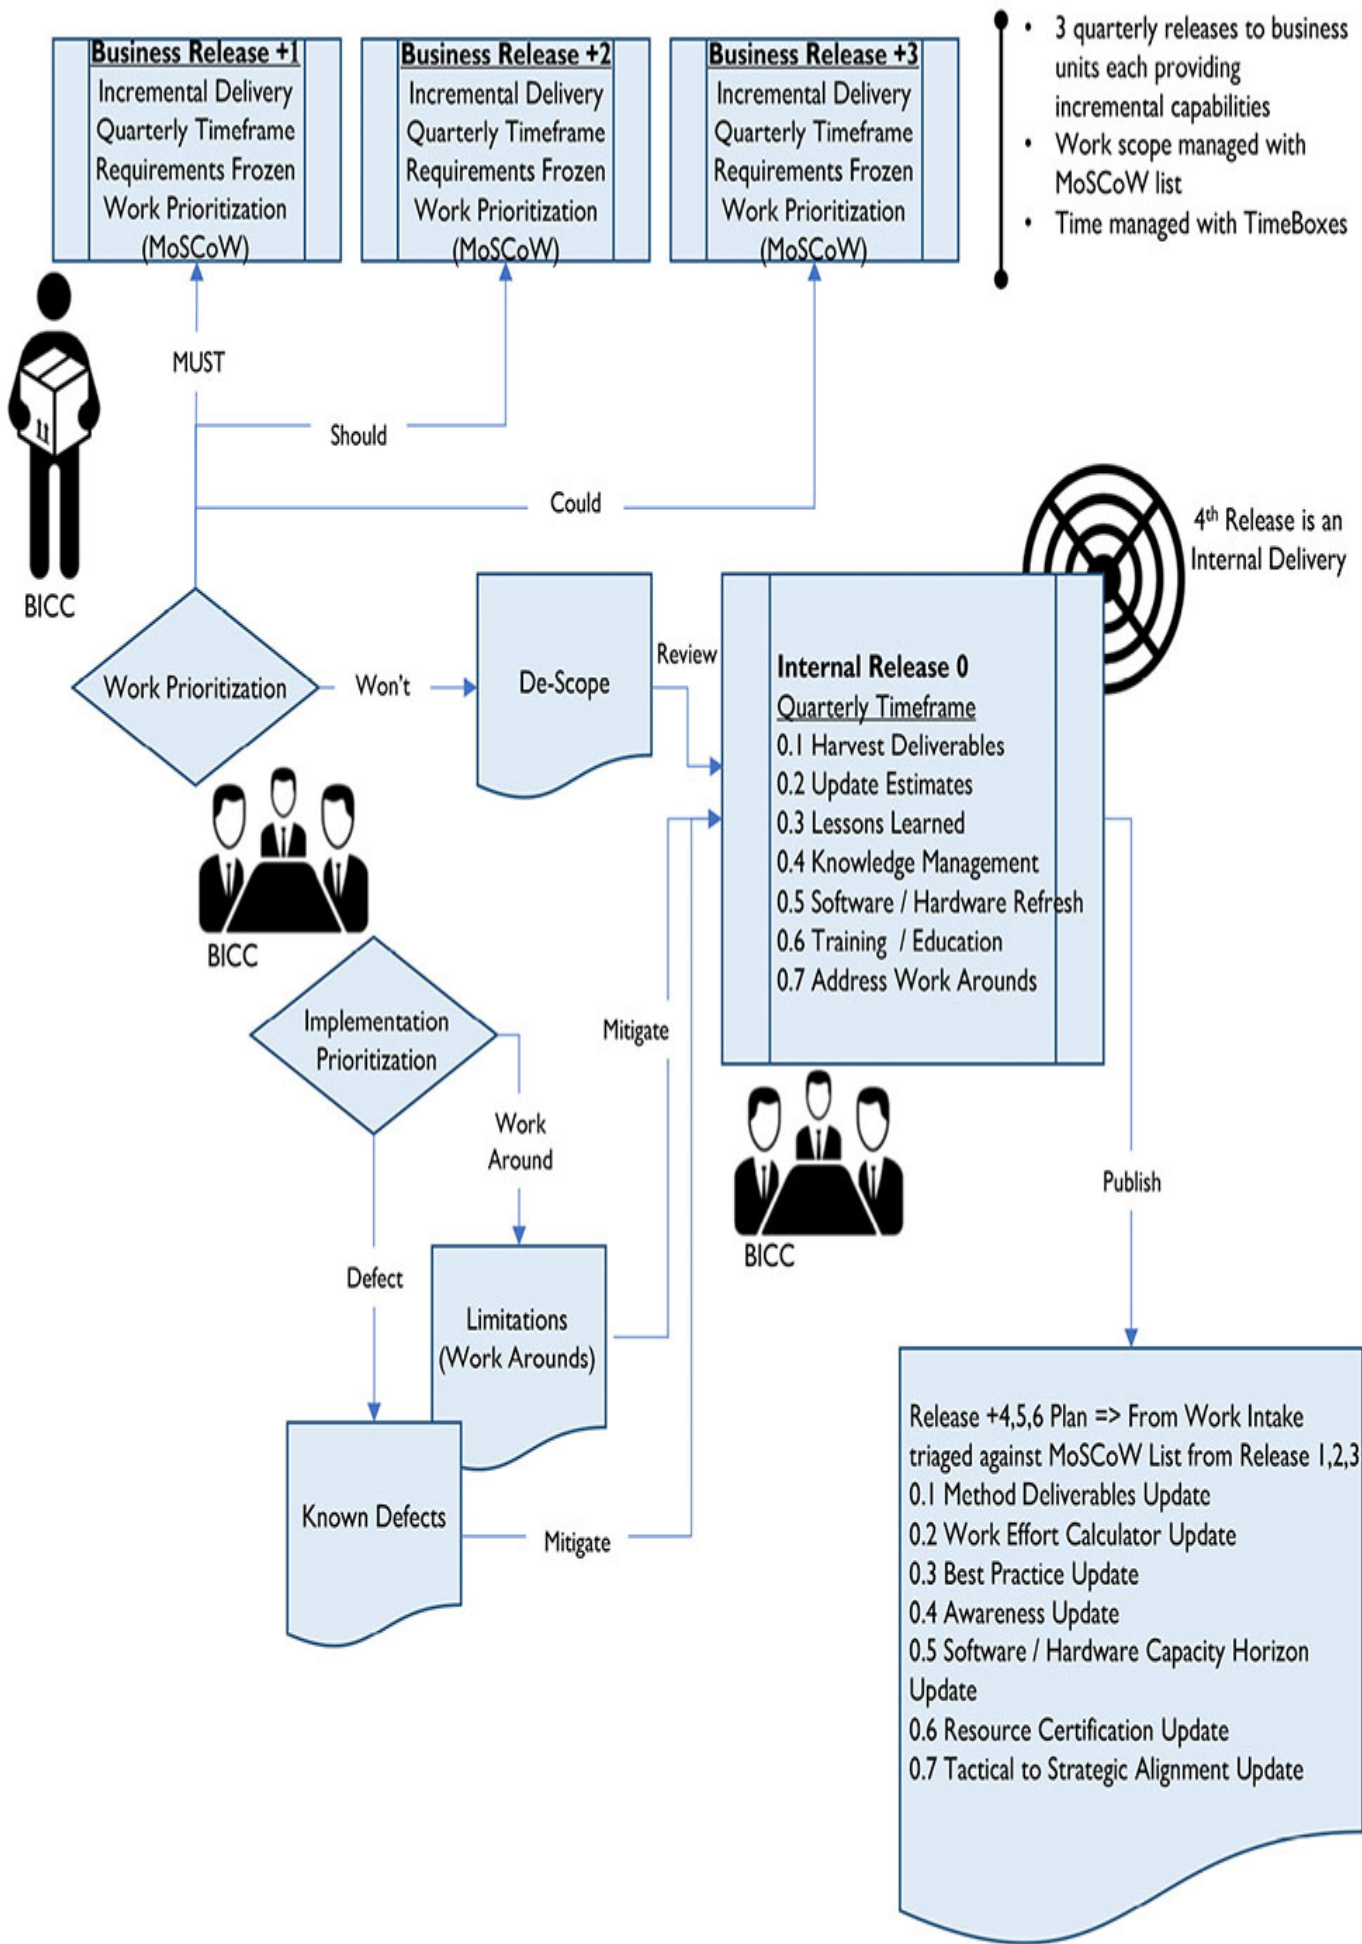 Business Release +1
Incremental Delivery
Quarterly Timeframe
Requirements Frozen
Work Prioritization
(MoSCoW)
Business Release +2
Incremental Delivery
Quarterly Timeframe
Requirements Frozen
Work Prioritization
(MoSCoW)
Business Release +3
Incremental Delivery
Quarterly Timeframe
Requirements Frozen
Work Prioritization
(MoSCoW)
• 3 quarterly releases to business
units each providing
incremental capabilities
• Work scope managed with
MoSCoW list
• Time managed with TimeBoxes
MUST
Should
Could
BICC
4th Release is an
Internal Delivery
Work Prioritization
Won't
De-Scope
Review
Internal Release 0
Quarterly Timeframe
0.1 Harvest Deliverables
0.2 Update Estimates
0.3 Lessons Learned
0.4 Knowledge Management
0.5 Software / Hardware Refresh
0.6 Training / Education
0.7 Address Work Arounds
BICC
Implementation
Prioritization
Mitigate
Work
Around
Defect
BICC
Publish
Limitations
(Work Arounds)
Known Defects
Mitigate
Release +4,5,6 Plan => From Work Intake
triaged against MoSCoW List from Release 1,2,3
0.1 Method Deliverables Update
0.2 Work Effort Calculator Update
0.3 Best Practice Update
0.4 Awareness Update
0.5 Software / Hardware Capacity Horizon
Update
0.6 Resource Certification Update
0.7 Tactical to Strategic Alignment Update